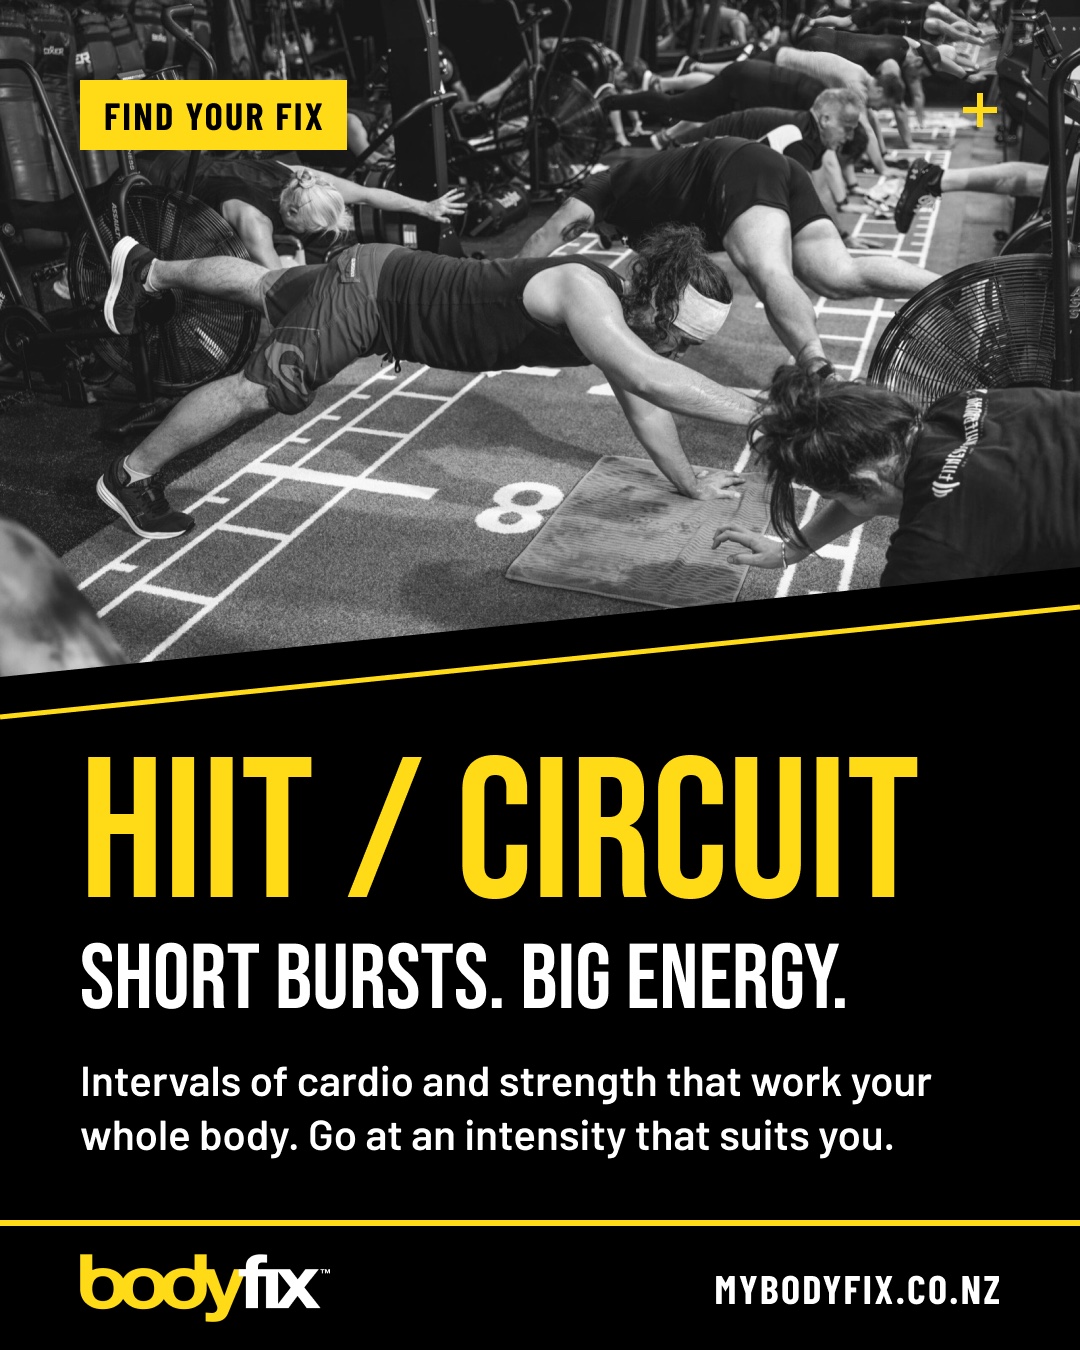 FIND YOUR FIX
8
HIIT / CIRCUIT
SHORT BURSTS. BIG ENERGY.
Intervals of cardio and strength that work your
whole body. Go at an intensity that suits you.
bodyfix™
MYBODYFIX.CO.NZ